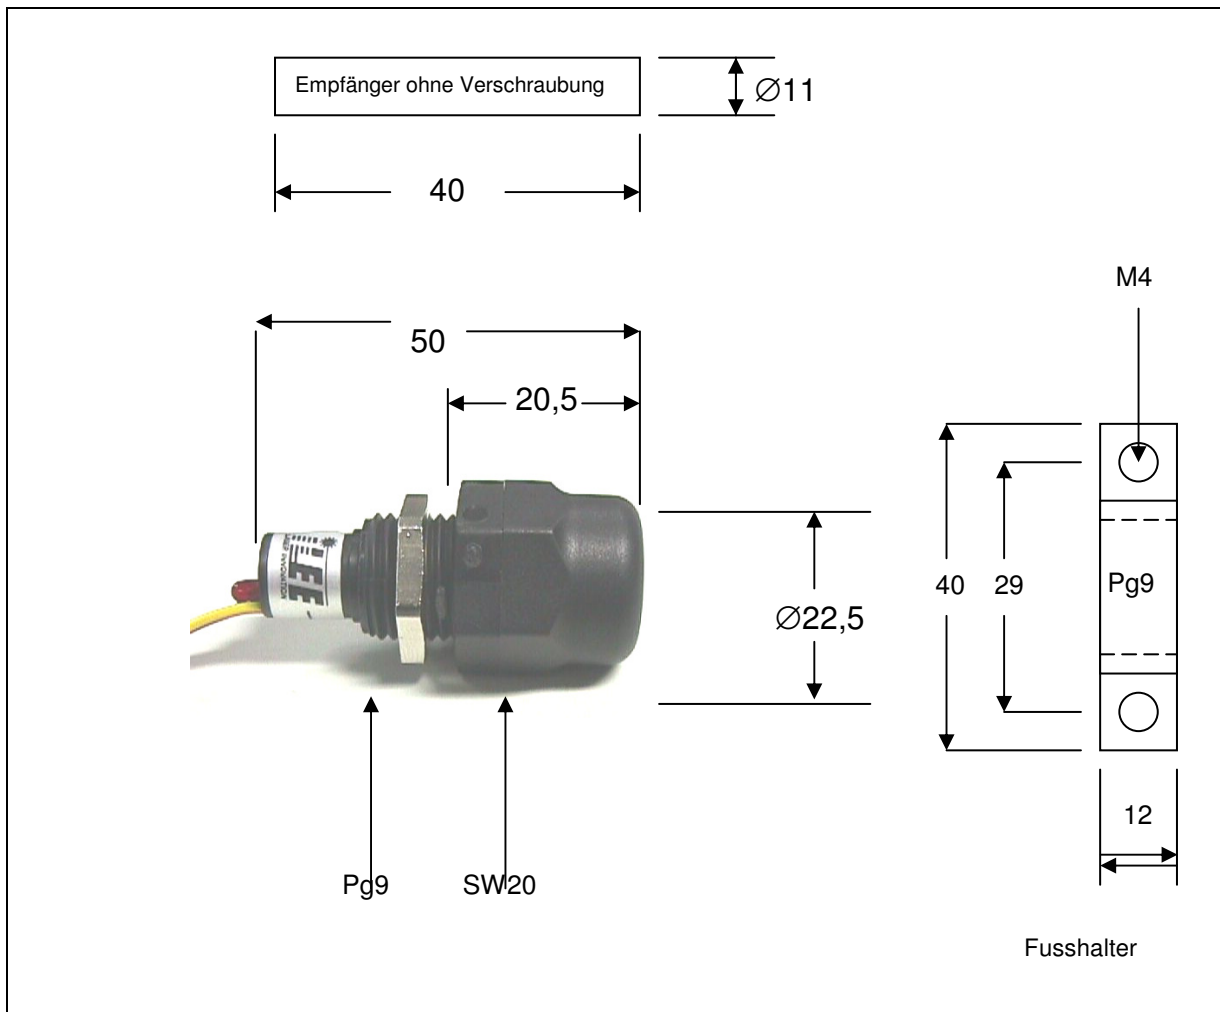 Empfänger ohne Verschraubung
∅11
40
M4
50
20,5
40
29
Pg9
∅22,5
12
Pg9
SW20
Fusshalter